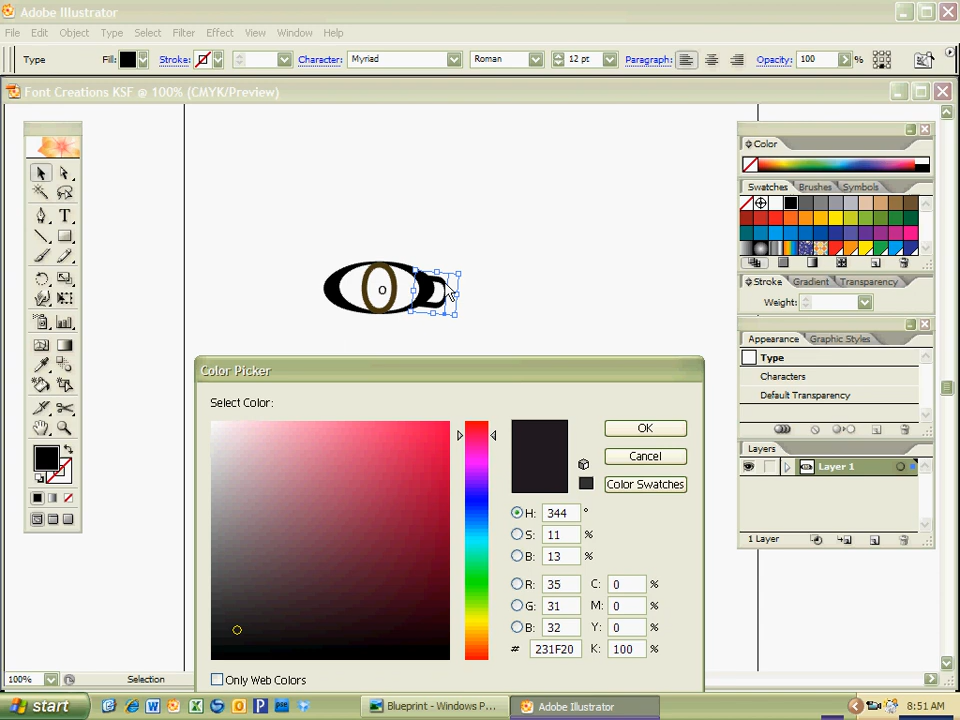 Adobe Illustrator
File Edit Object Type Select Filter Effect View Window Help
Type Fill: Stroke: Character: Myriad Roman 12 pt Paragraph: Opacity: 100 %
Font Creations KSF @ 100% (CMYK/Preview)
Color
Swatches Brushes Symbols
Stroke Gradient Transparency
Weight:
Appearance Graphic Styles
Type
Characters
Default Transparency
Layers
Layer 1
1 Layer
Color Picker
Select Color:
OK
Cancel
Color Swatches
H: 344 °
S: 11 %
B: 13 %
R: 35 C: 0 %
G: 31 M: 0 %
B: 32 Y: 0 %
# 231F20 K: 100 %
Only Web Colors
100% Selection
start Blueprint - Windows P... Adobe Illustrator 8:51 AM